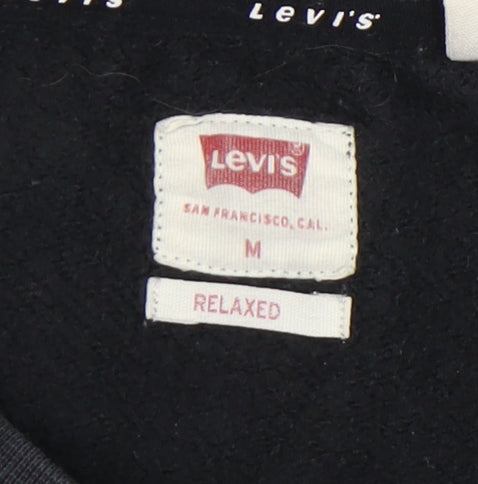 Levi's
LEVI'S
SAN FRANCISCO, CAL.
M
RELAXED